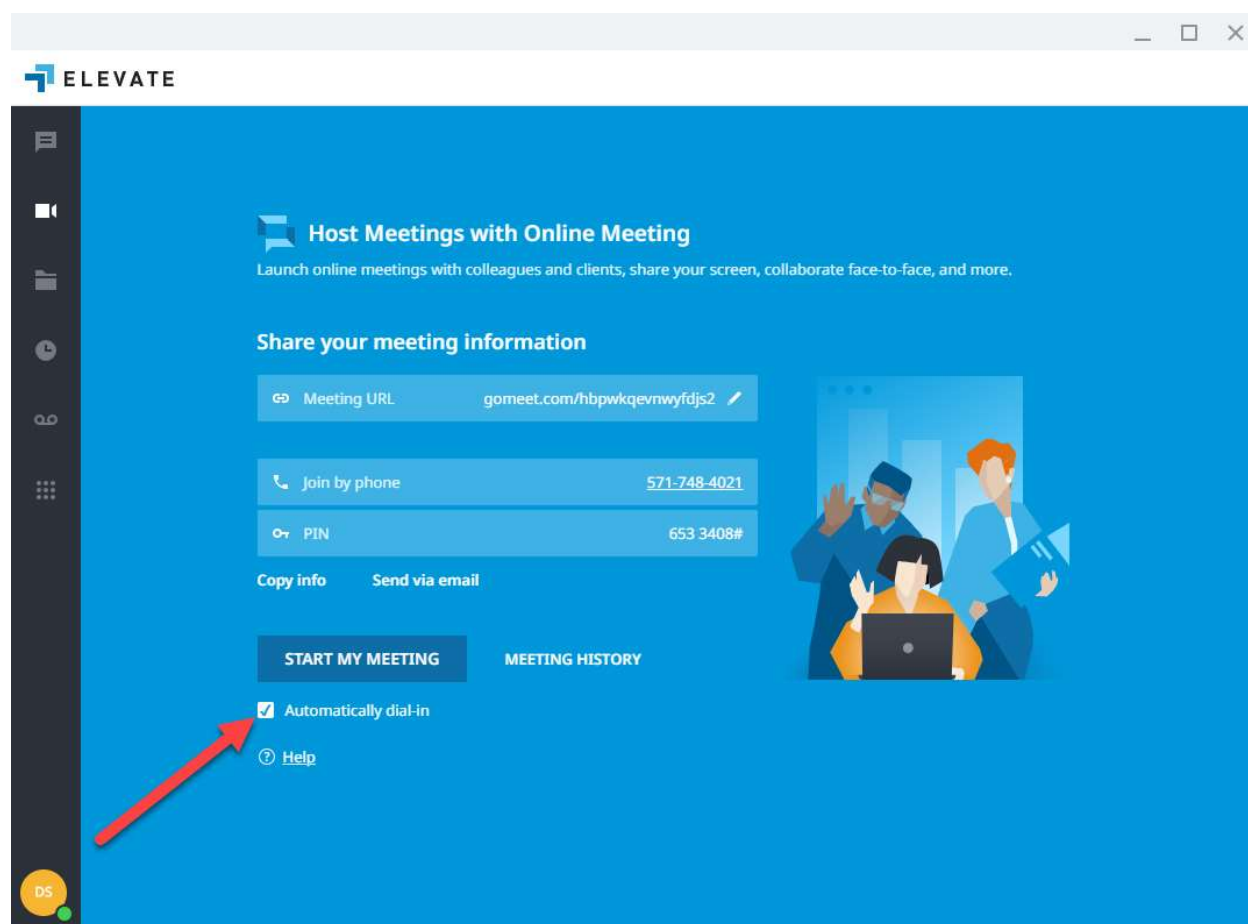 ELEVATE
Host Meetings with Online Meeting
Launch online meetings with colleagues and clients, share your screen, collaborate face-to-face, and more.
Share your meeting information
Meeting URL gomeet.com/hbpwkqevnwyfdjs2
Join by phone 571-748-4021
PIN 653 3408#
Copy info Send via email
START MY MEETING MEETING HISTORY
Automatically dial-in
? Help
DS